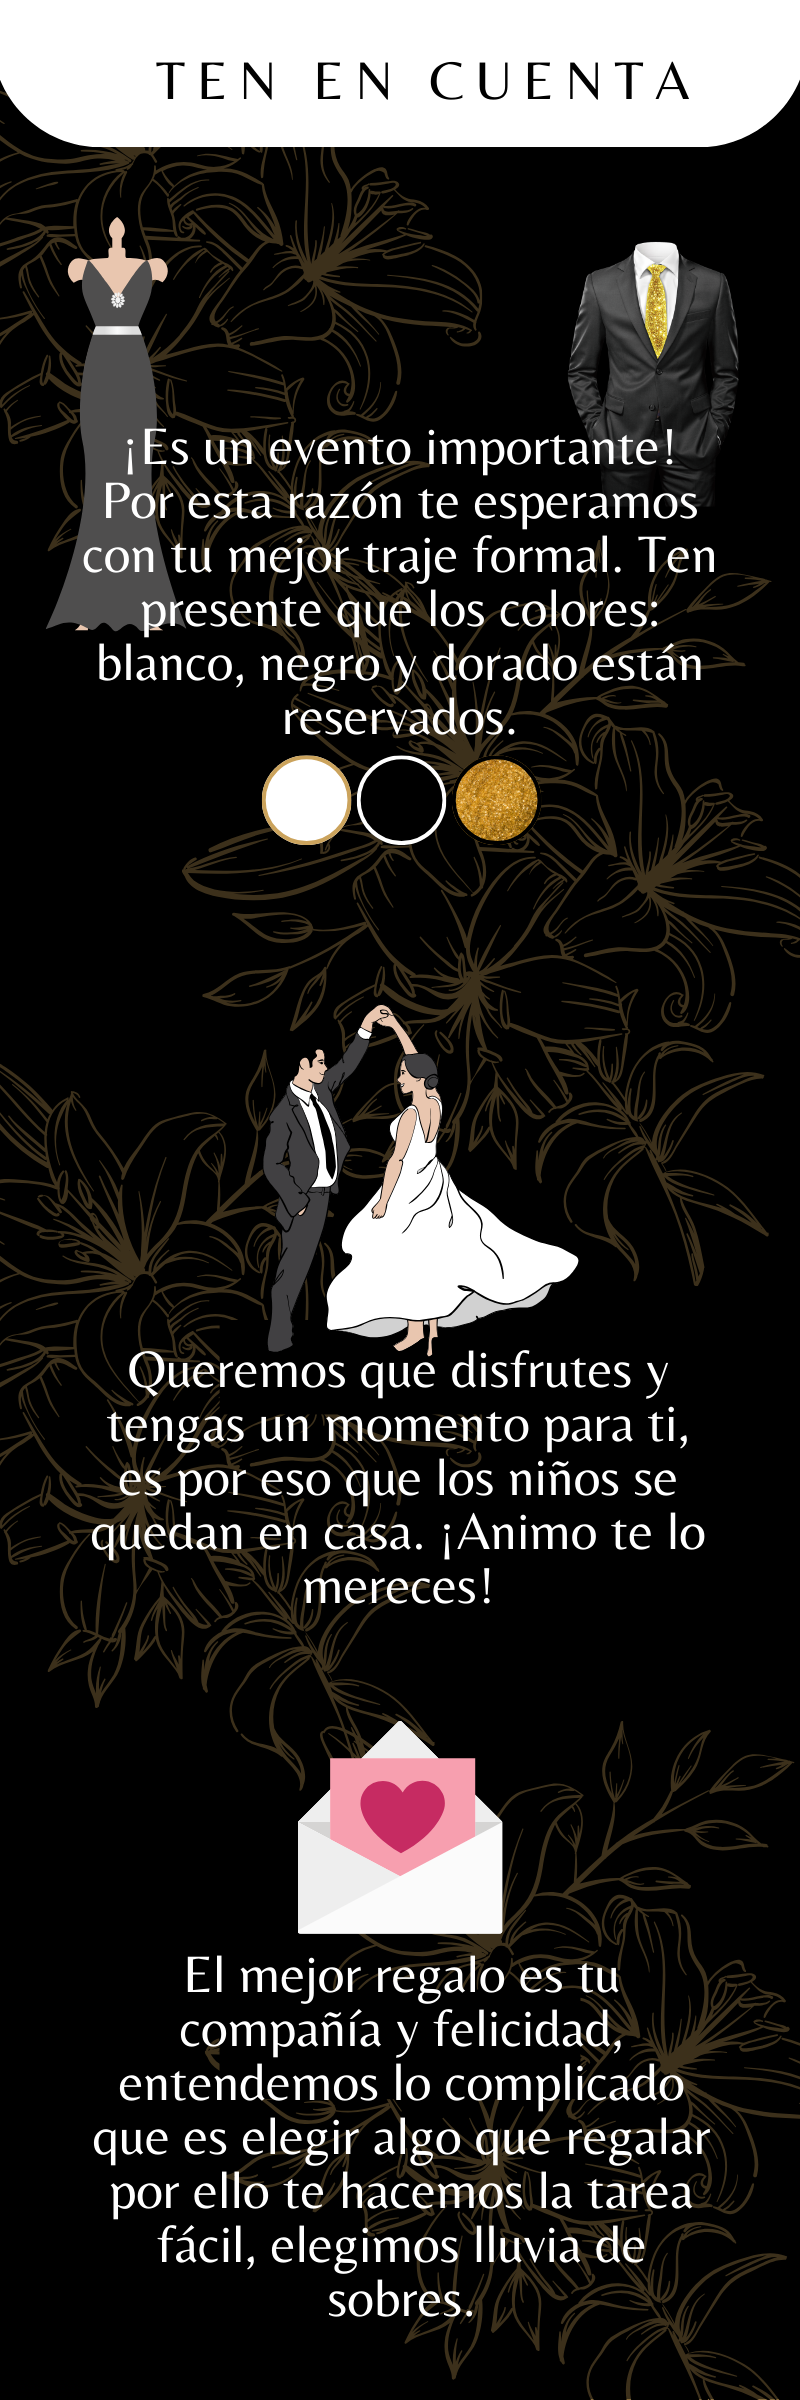 TEN EN CUENTA
¡Es un evento importante!
Por esta razón te esperamos
con tu mejor traje formal. Ten
presente que los colores:
blanco, negro y dorado están
reservados.
Queremos que disfrutes y
tengas un momento para ti,
es por eso que los niños se
quedan en casa. ¡Animo te lo
mereces!
El mejor regalo es tu
compañía y felicidad,
entendemos lo complicado
que es elegir algo que regalar
por ello te hacemos la tarea
fácil, elegimos lluvia de
sobres.